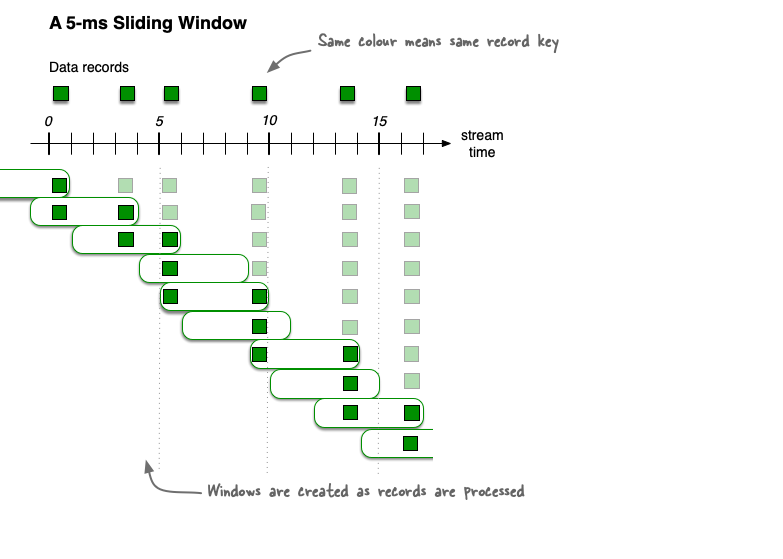 A 5-ms Sliding Window
Same colour means same record key
Data records
0 5 10 15
stream
time
Windows are created as records are processed